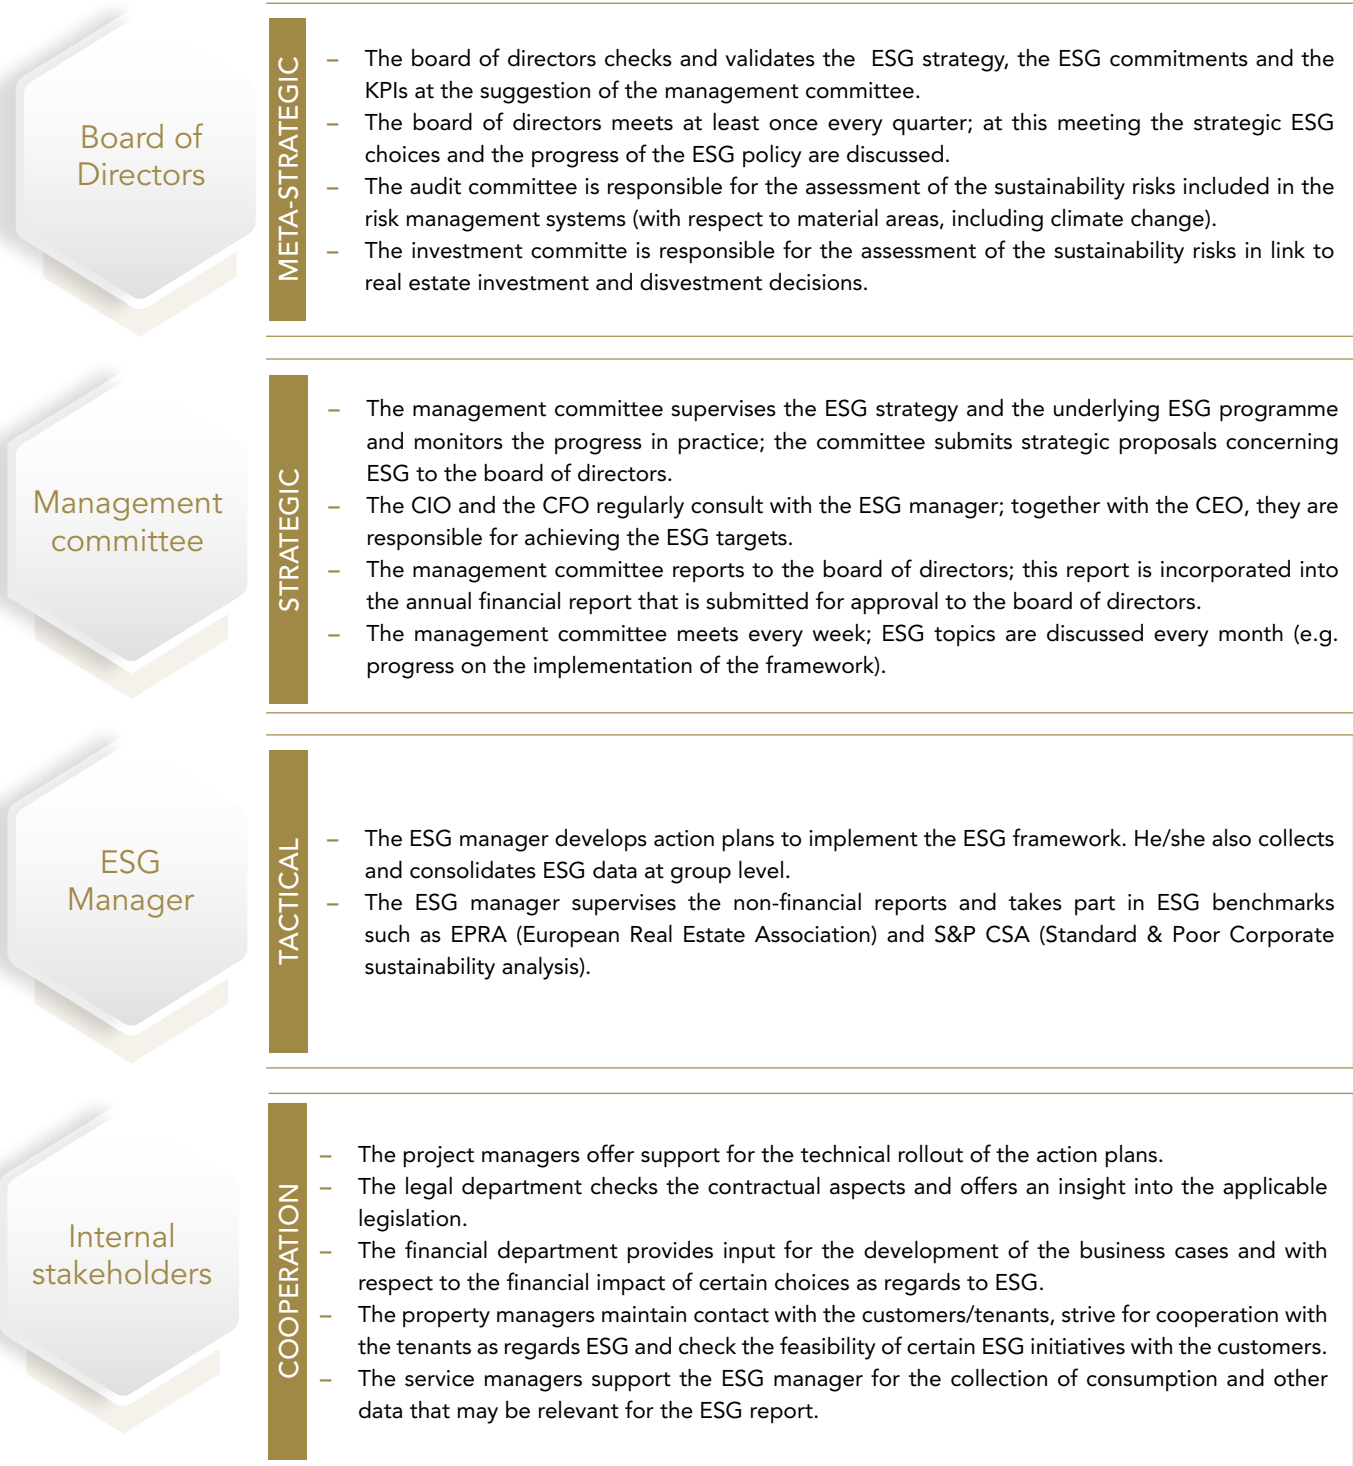 Board of
Directors
META-STRATEGIC
– The board of directors checks and validates the ESG strategy, the ESG commitments and the
KPIs at the suggestion of the management committee.
– The board of directors meets at least once every quarter; at this meeting the strategic ESG
choices and the progress of the ESG policy are discussed.
– The audit committee is responsible for the assessment of the sustainability risks included in the
risk management systems (with respect to material areas, including climate change).
– The investment committe is responsible for the assessment of the sustainability risks in link to
real estate investment and disvestment decisions.
Management
committee
STRATEGIC
– The management committee supervises the ESG strategy and the underlying ESG programme
and monitors the progress in practice; the committee submits strategic proposals concerning
ESG to the board of directors.
– The CIO and the CFO regularly consult with the ESG manager; together with the CEO, they are
responsible for achieving the ESG targets.
– The management committee reports to the board of directors; this report is incorporated into
the annual financial report that is submitted for approval to the board of directors.
– The management committee meets every week; ESG topics are discussed every month (e.g.
progress on the implementation of the framework).
ESG
Manager
TACTICAL
– The ESG manager develops action plans to implement the ESG framework. He/she also collects
and consolidates ESG data at group level.
– The ESG manager supervises the non-financial reports and takes part in ESG benchmarks
such as EPRA (European Real Estate Association) and S&P CSA (Standard & Poor Corporate
sustainability analysis).
Internal
stakeholders
COOPERATION
– The project managers offer support for the technical rollout of the action plans.
– The legal department checks the contractual aspects and offers an insight into the applicable
legislation.
– The financial department provides input for the development of the business cases and with
respect to the financial impact of certain choices as regards to ESG.
– The property managers maintain contact with the customers/tenants, strive for cooperation with
the tenants as regards ESG and check the feasibility of certain ESG initiatives with the customers.
– The service managers support the ESG manager for the collection of consumption and other
data that may be relevant for the ESG report.